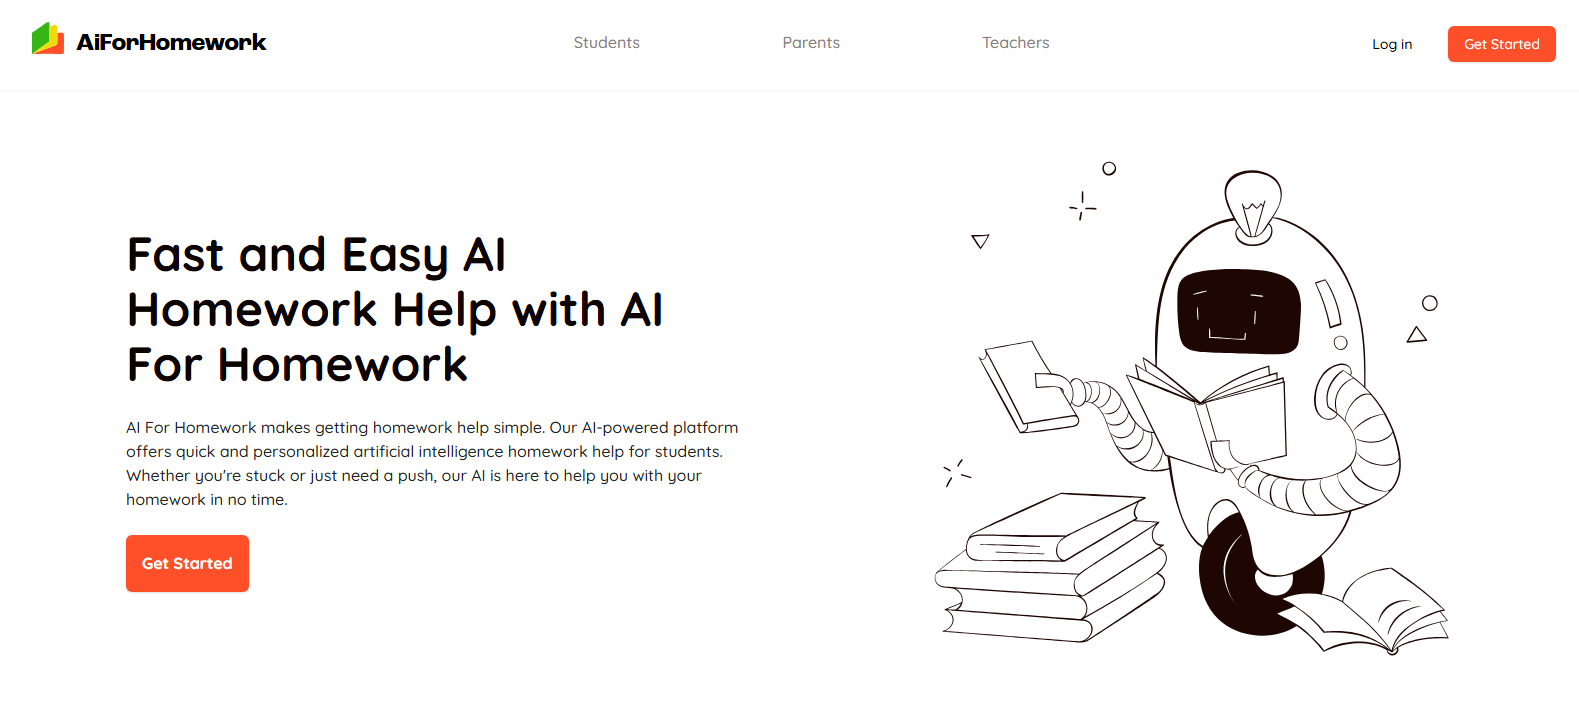 AiForHomework
Students
Parents
Teachers
Log in
Get Started
Fast and Easy AI
Homework Help with AI
For Homework
AI For Homework makes getting homework help simple. Our AI-powered platform
offers quick and personalized artificial intelligence homework help for students.
Whether you're stuck or just need a push, our AI is here to help you with your
homework in no time.
Get Started